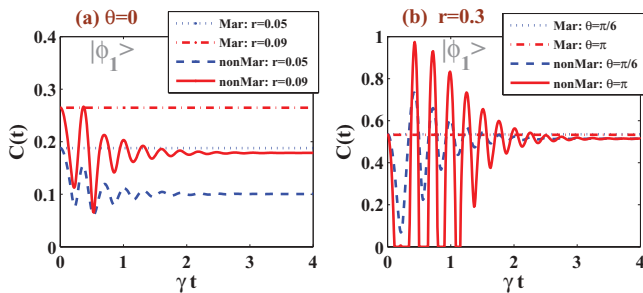 (a) θ=0
|ϕ₁⟩
Mar: r=0.05
Mar: r=0.09
nonMar: r=0.05
nonMar: r=0.09
C(t)
0.4
0.3
0.2
0.1
0
0
1
2
3
4
γ t
(b) r=0.3
|ϕ₁⟩
Mar: θ=π/6
Mar: θ=π
nonMar: θ=π/6
nonMar: θ=π
C(t)
1
0.8
0.6
0.4
0.2
0
0
1
2
3
4
γ t